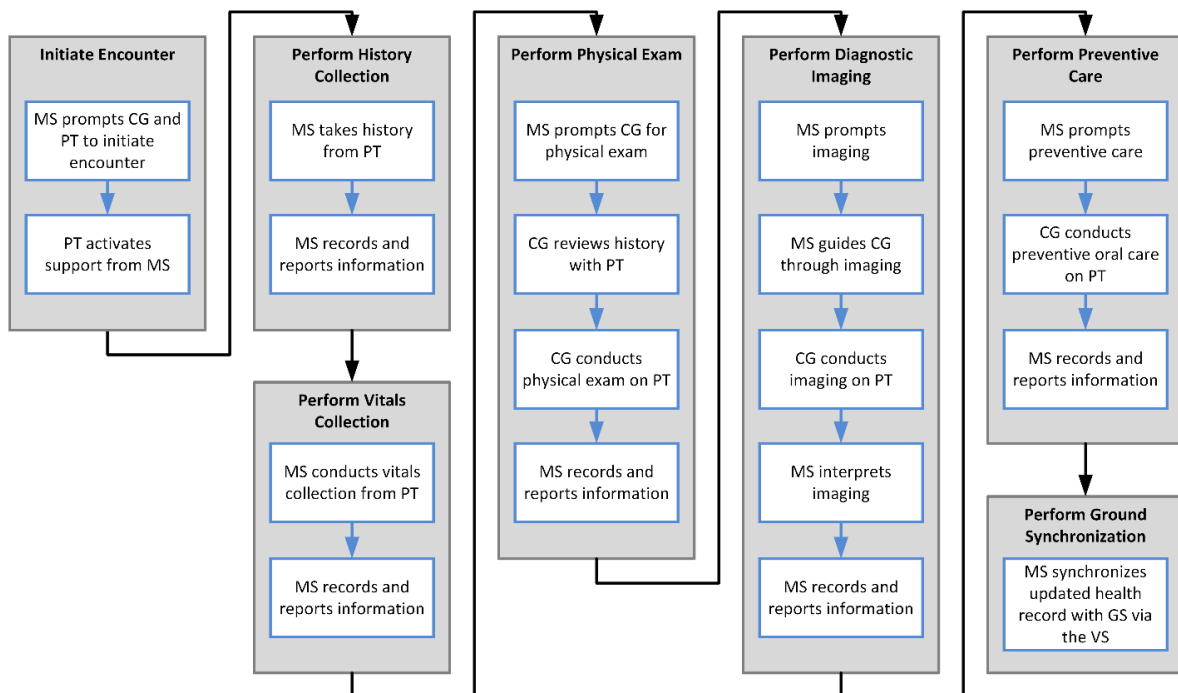 Initiate Encounter
MS prompts CG and
PT to initiate
encounter
PT activates
support from MS
Perform History
Collection
MS takes history
from PT
MS records and
reports information
Perform Vitals
Collection
MS conducts vitals
collection from PT
MS records and
reports information
Perform Physical Exam
MS prompts CG for
physical exam
CG reviews history
with PT
CG conducts
physical exam on PT
MS records and
reports information
Perform Diagnostic
Imaging
MS prompts
imaging
MS guides CG
through imaging
CG conducts
imaging on PT
MS interprets
imaging
MS records and
reports information
Perform Preventive
Care
MS prompts
preventive care
CG conducts
preventive oral care
on PT
MS records and
reports information
Perform Ground
Synchronization
MS synchronizes
updated health
record with GS via
the VS